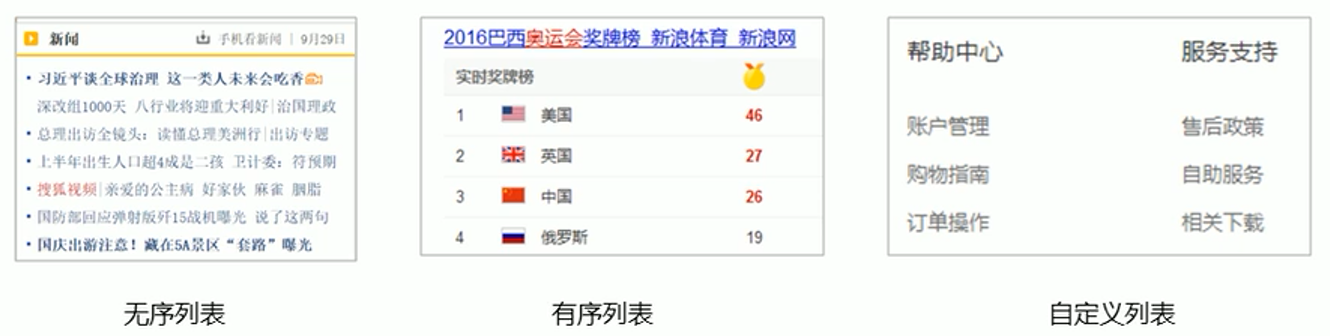 新闻 手机看新闻 | 9月29日
• 习近平谈全球治理 这一类人未来会吃香
深改组1000天 八行业将迎重大利好|治国理政
• 总理出访全镜头：读懂总理美洲行|出访专题
• 上半年出生人口超4成是二孩 卫计委：符预期
• 搜狐视频|亲爱的公主病 好家伙 麻雀 胭脂
• 国防部回应弹射版歼15战机曝光 说了这两句
• 国庆出游注意！藏在5A景区“套路”曝光
无序列表
2016巴西奥运会奖牌榜_新浪体育_新浪网
实时奖牌榜
1 美国 46
2 英国 27
3 中国 26
4 俄罗斯 19
有序列表
帮助中心 服务支持
账户管理 售后政策
购物指南 自助服务
订单操作 相关下载
自定义列表